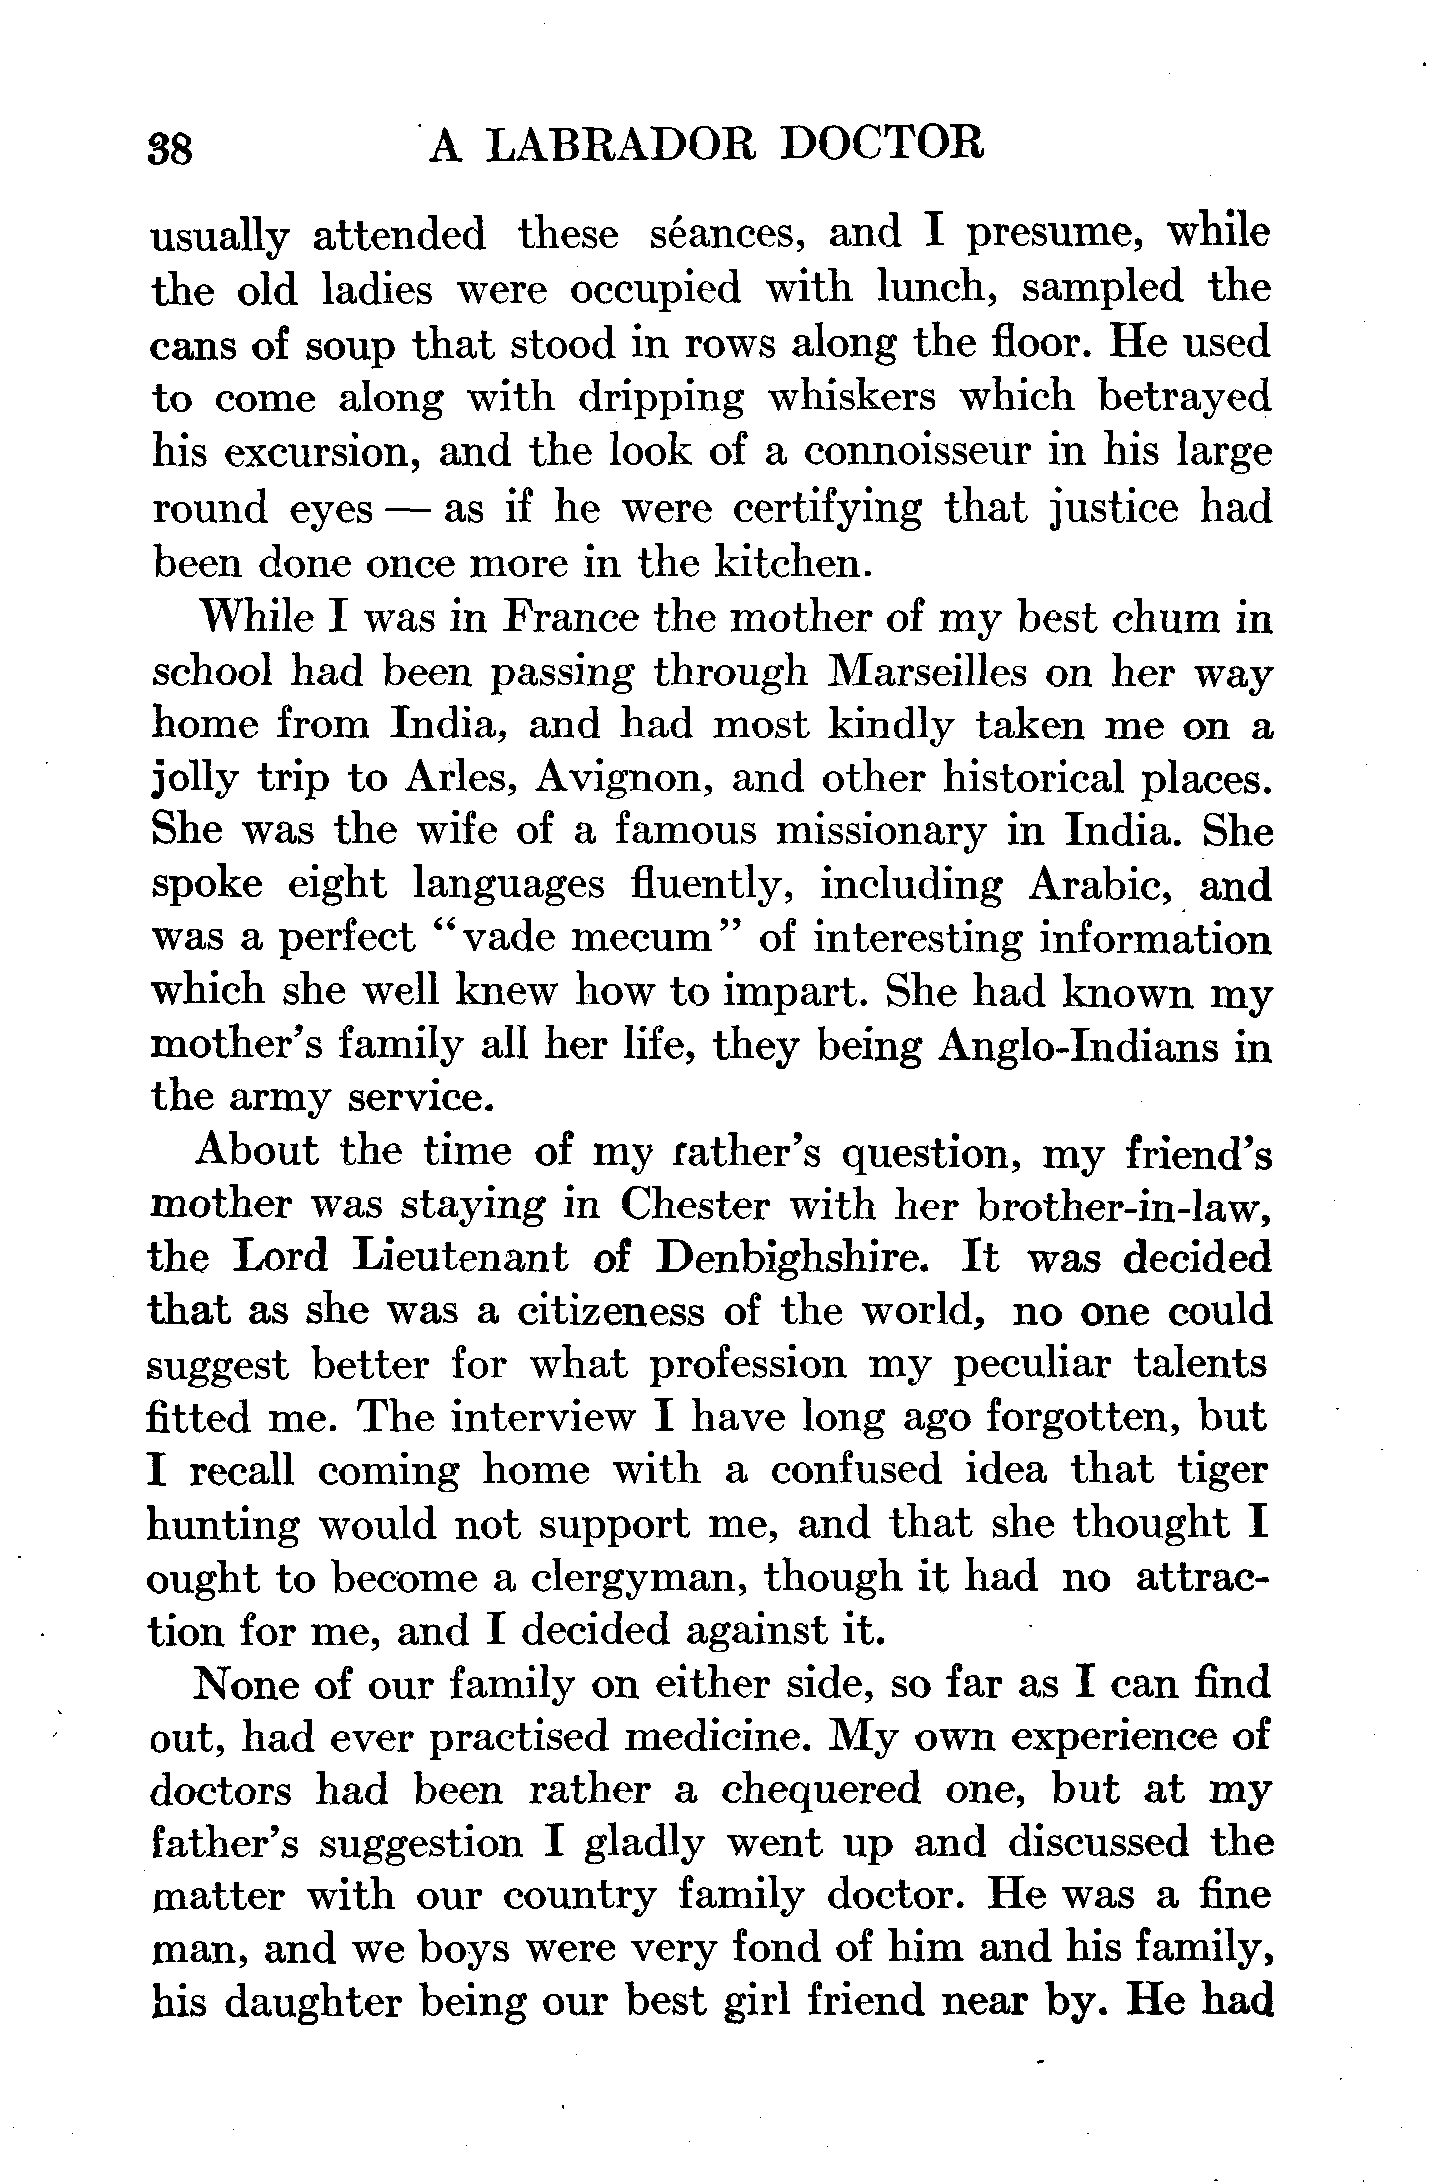 38 A LABRADOR DOCTOR
usually attended these séances, and I presume, while
the old ladies were occupied with lunch, sampled the
cans of soup that stood in rows along the floor. He used
to come along with dripping whiskers which betrayed
his excursion, and the look of a connoisseur in his large
round eyes — as if he were certifying that justice had
been done once more in the kitchen.
While I was in France the mother of my best chum in
school had been passing through Marseilles on her way
home from India, and had most kindly taken me on a
jolly trip to Arles, Avignon, and other historical places.
She was the wife of a famous missionary in India. She
spoke eight languages fluently, including Arabic, and
was a perfect “vade mecum” of interesting information
which she well knew how to impart. She had known my
mother's family all her life, they being Anglo-Indians in
the army service.
About the time of my father's question, my friend's
mother was staying in Chester with her brother-in-law,
the Lord Lieutenant of Denbighshire. It was decided
that as she was a citizeness of the world, no one could
suggest better for what profession my peculiar talents
fitted me. The interview I have long ago forgotten, but
I recall coming home with a confused idea that tiger
hunting would not support me, and that she thought I
ought to become a clergyman, though it had no attrac-
tion for me, and I decided against it.
None of our family on either side, so far as I can find
out, had ever practised medicine. My own experience of
doctors had been rather a chequered one, but at my
father's suggestion I gladly went up and discussed the
matter with our country family doctor. He was a fine
man, and we boys were very fond of him and his family,
his daughter being our best girl friend near by. He had